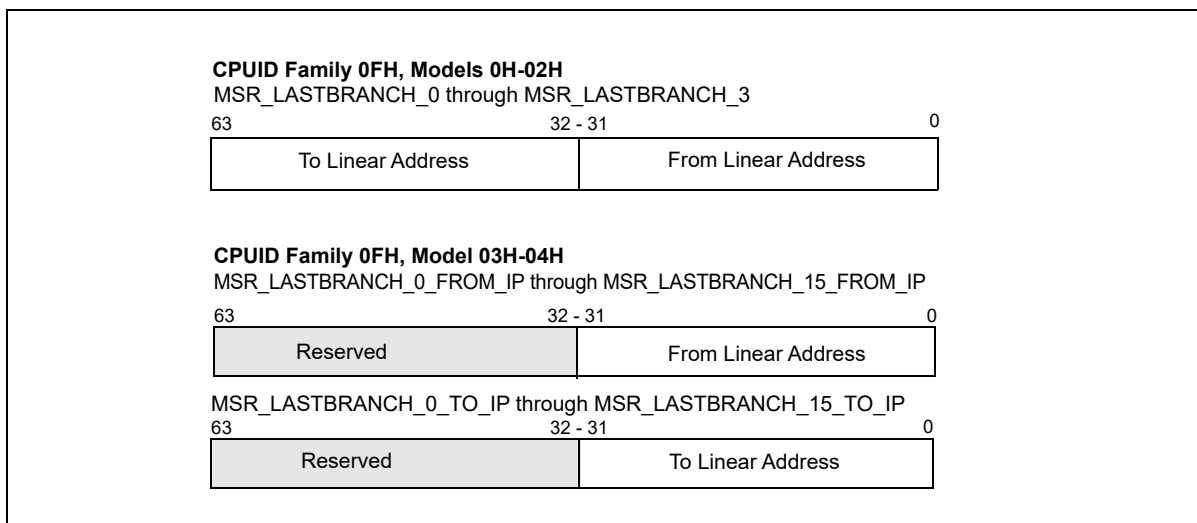 CPUID Family 0FH, Models 0H-02H
MSR_LASTBRANCH_0 through MSR_LASTBRANCH_3
63 32 - 31 0
To Linear Address From Linear Address
CPUID Family 0FH, Model 03H-04H
MSR_LASTBRANCH_0_FROM_IP through MSR_LASTBRANCH_15_FROM_IP
63 32 - 31 0
Reserved From Linear Address
MSR_LASTBRANCH_0_TO_IP through MSR_LASTBRANCH_15_TO_IP
63 32 - 31 0
Reserved To Linear Address